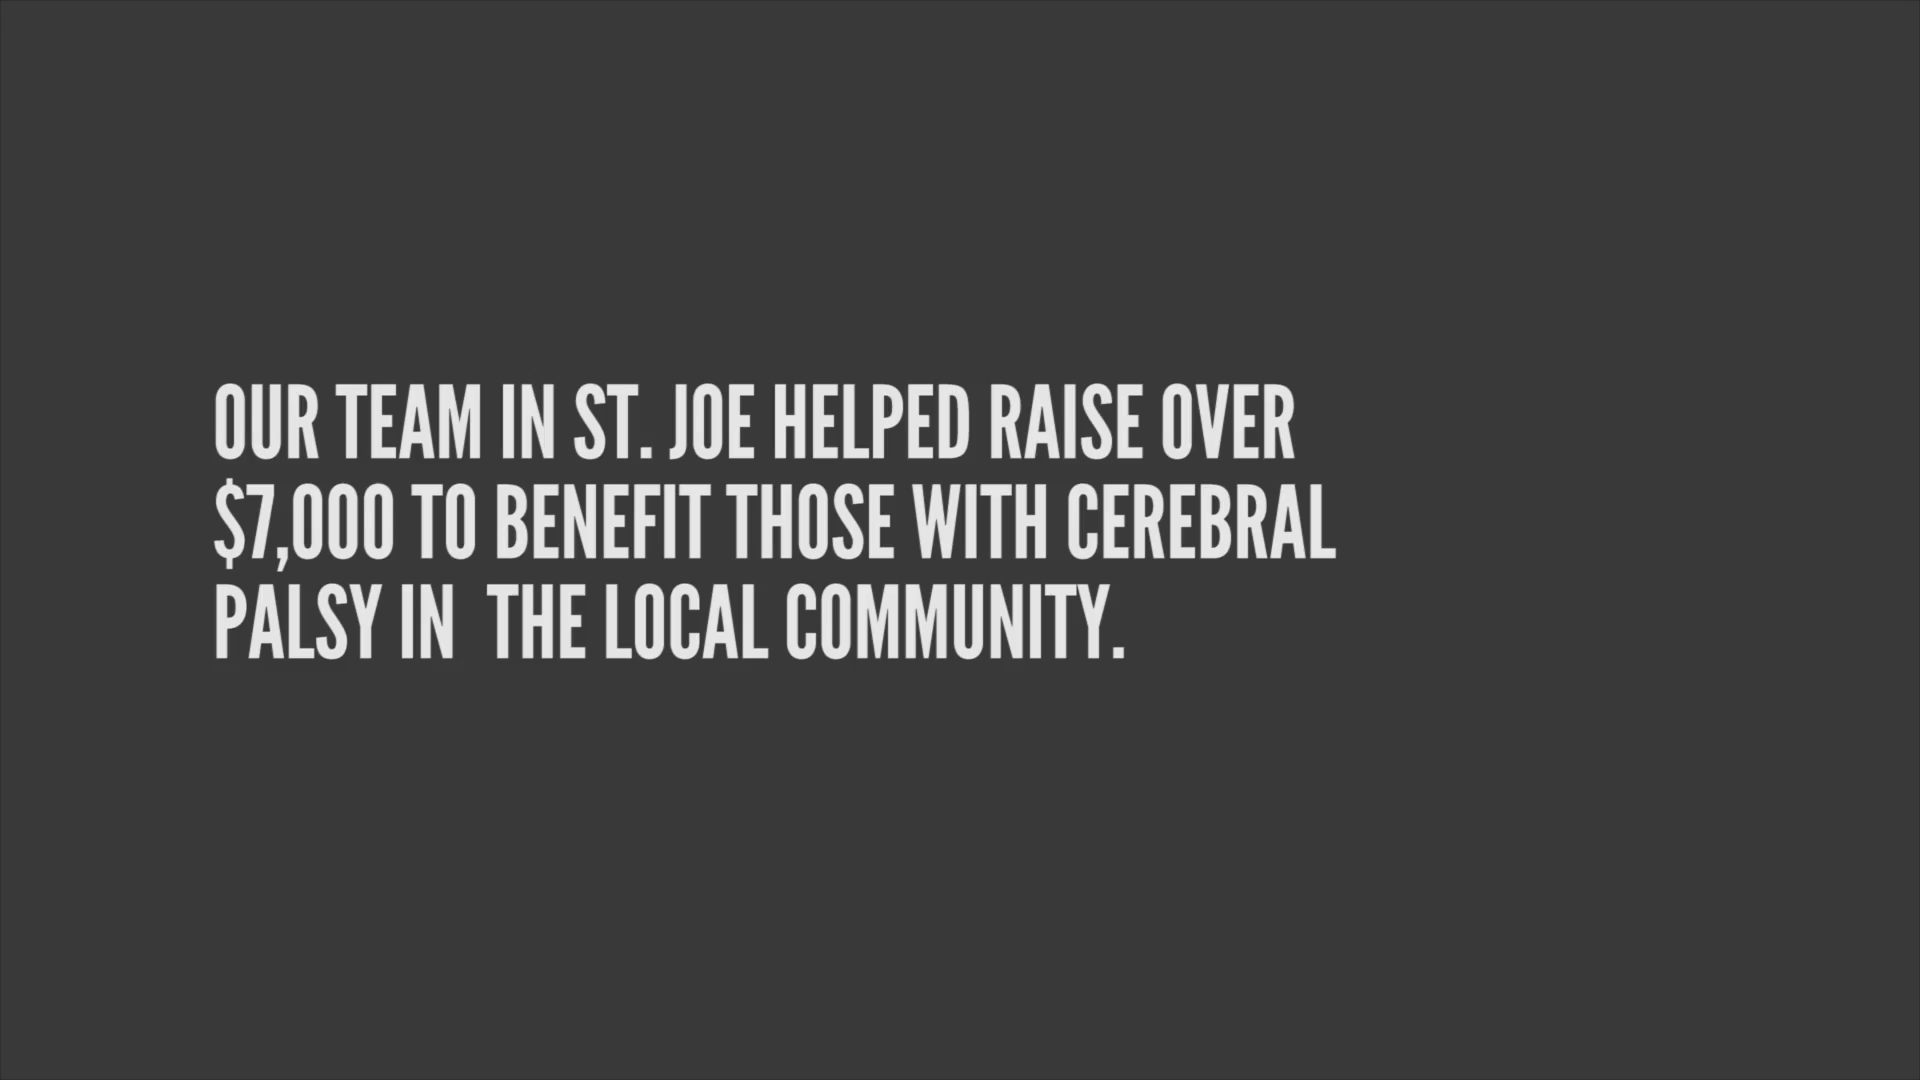 OUR TEAM IN ST. JOE HELPED RAISE OVER
$7,000 TO BENEFIT THOSE WITH CEREBRAL
PALSY IN  THE LOCAL COMMUNITY.